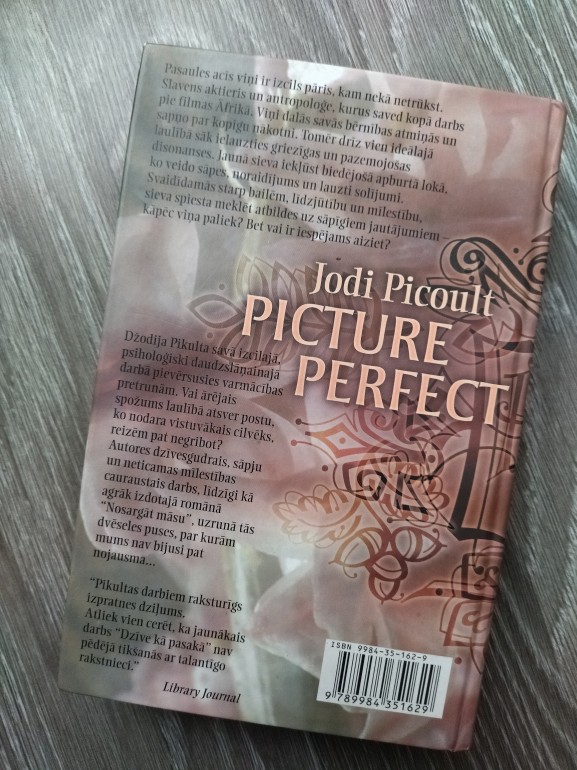 Pasaules acīs viņi ir izcils pāris, kam nekā netrūkst.
Slavens aktieris un antropoloģe, kurus saved kopā darbs
pie filmas Āfrikā. Viņi dalās savās bērnības atmiņās un
sapņo par kopīgu nākotni. Tomēr drīz vien ideālajā
laulībā sāk ielauzties griezīgas un pazemojošas
disonanses. Jaunā sieva iekļūst biedējošā apburtā lokā,
ko veido sāpes, noraidījums un lauzti solījumi.
Svaidīdamās starp bailēm, līdzjūtību un mīlestību,
sieva spiesta meklēt atbildes uz sāpīgiem jautājumiem –
kāpēc viņa paliek? Bet vai ir iespējams aiziet?
Jodi Picoult
PICTURE
PERFECT
Džodija Pikulta savā izcilajā,
psiholoģiski daudzslāņainajā
darbā pievērsusies varmācības
pretrunām. Vai ārējais
spožums laulībā atsver postu,
ko nodara vistuvākais cilvēks,
reizēm pat negribot?
Autores dzīvesgudrais, sāpju
un neticamas mīlestības
cauraustais darbs, līdzīgi kā
agrāk izdotajā romānā
"Nosargāt māsu", uzrunā tās
dvēseles puses, par kurām
mums nav bijusi pat
nojausma...
"Pikultas darbiem raksturīgs
izpratnes dziļums.
Atliek vien cerēt, ka jaunākais
darbs "Dzīve kā pasakā" nav
pēdējā tikšanās ar talantīgo
rakstnieci."
Library Journal
ISBN 9984-35-162-9
9 789984 351629